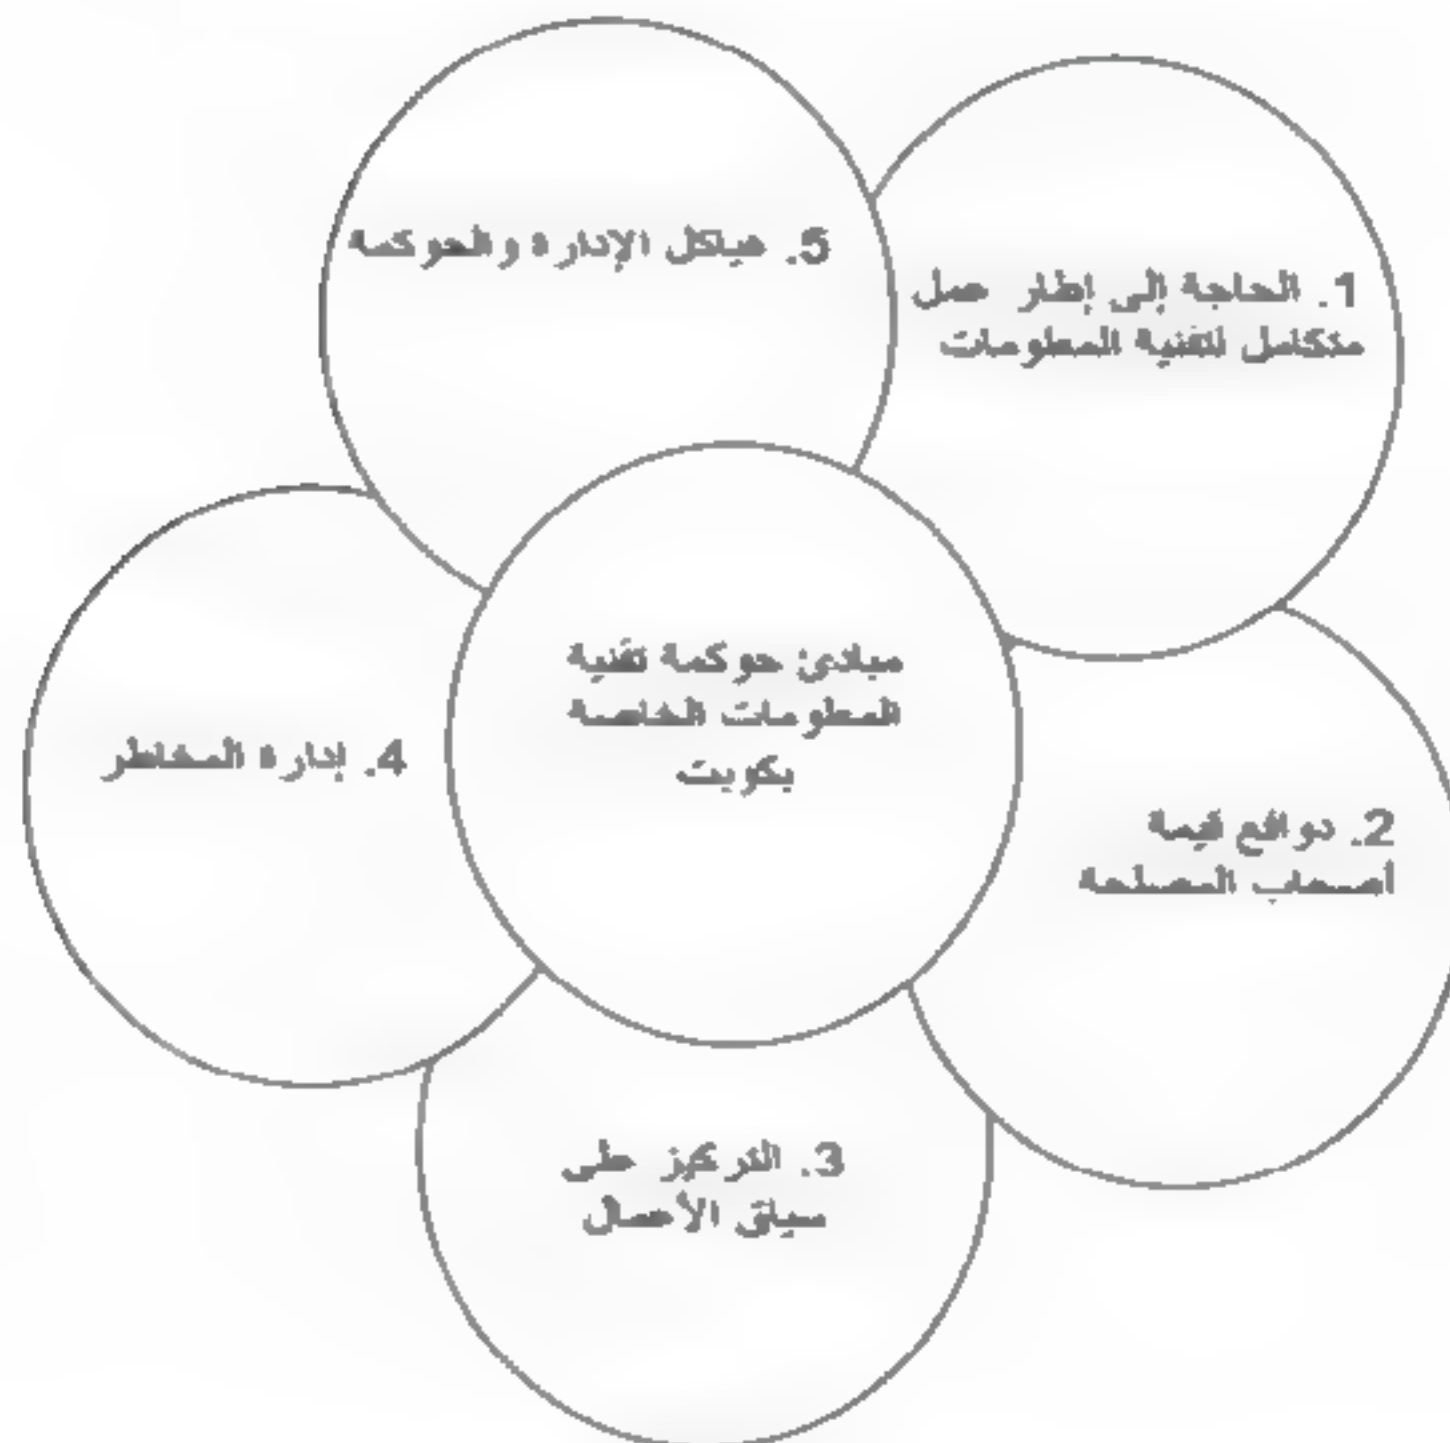 5. هياكل الإدارة والحوكمة
1. الحاجة إلى إطار عمل
متكامل لتقنية المعلومات
مبادئ حوكمة تقنية
المعلومات الخاصة
بكوبت
4. إدارة المخاطر
2. دوافع قيمة
أصحاب المصلحة
3. التركيز على
سياق الأعمال